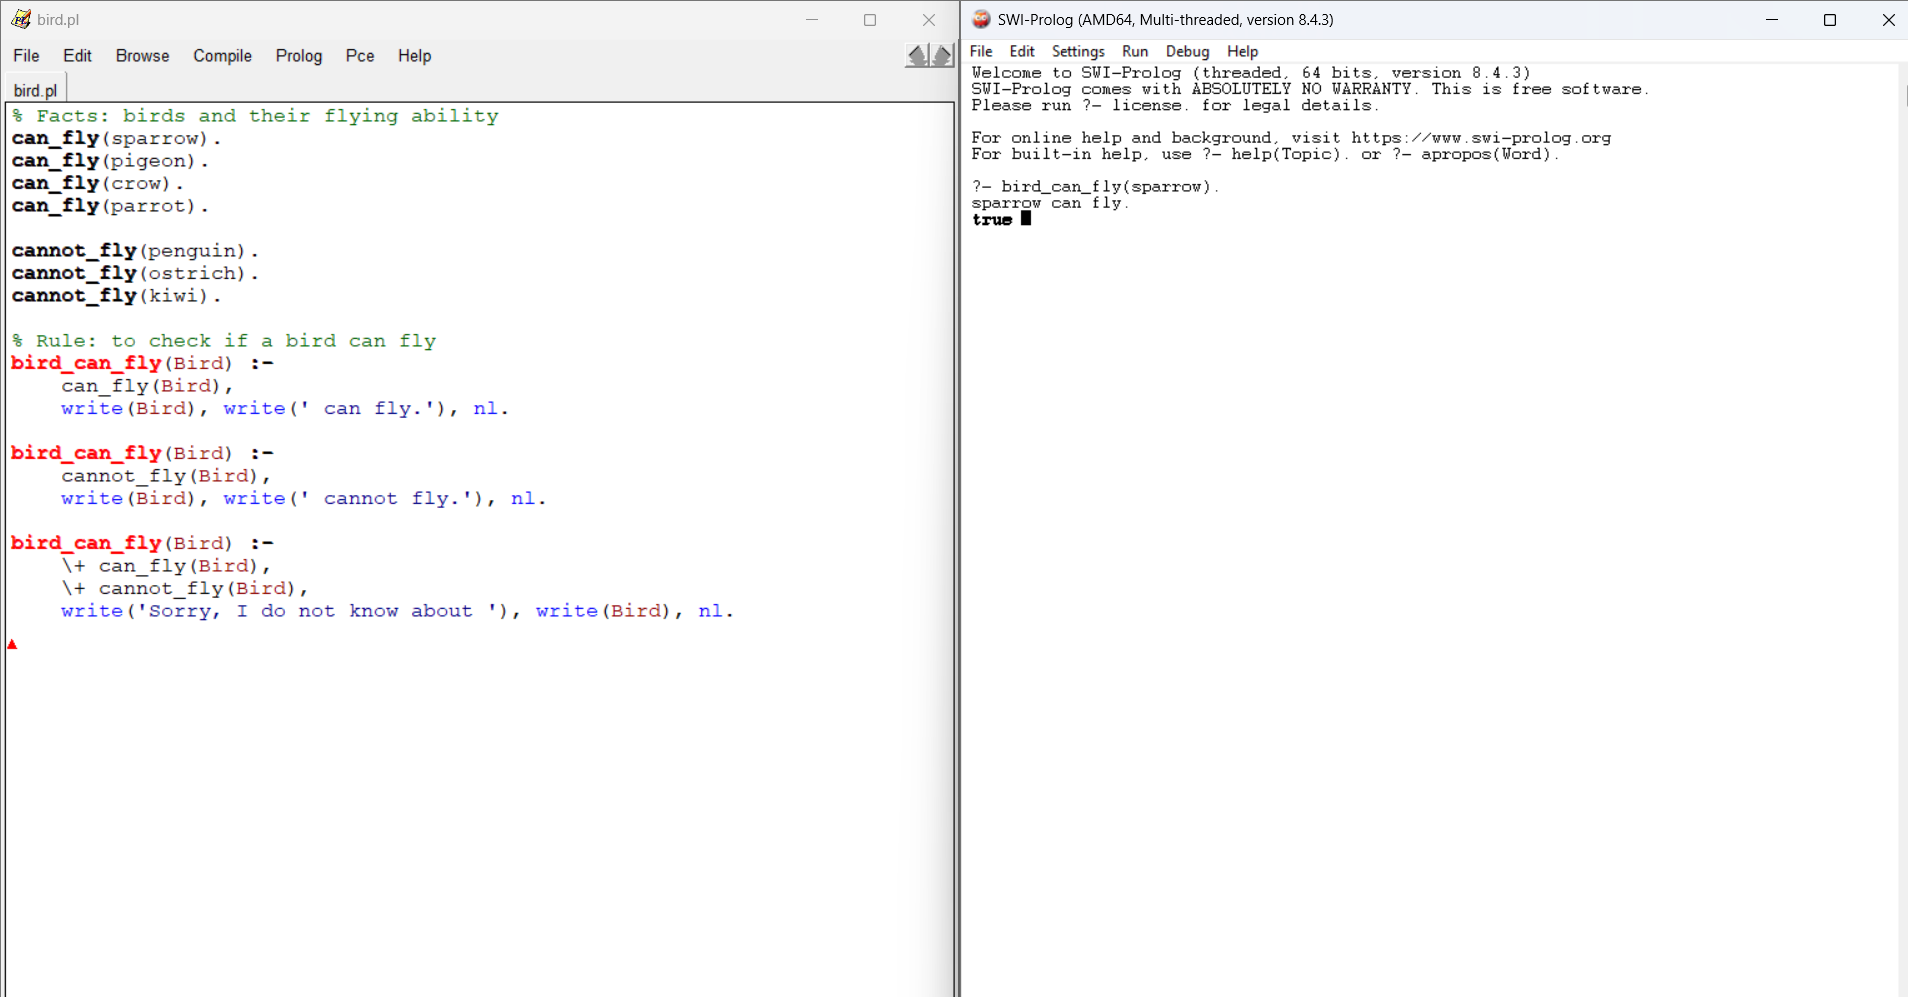 bird.pl
File Edit Browse Compile Prolog Pce Help
bird.pl
% Facts: birds and their flying ability
can_fly(sparrow).
can_fly(pigeon).
can_fly(crow).
can_fly(parrot).
cannot_fly(penguin).
cannot_fly(ostrich).
cannot_fly(kiwi).
% Rule: to check if a bird can fly
bird_can_fly(Bird) :-
    can_fly(Bird),
    write(Bird), write(' can fly.'), nl.
bird_can_fly(Bird) :-
    cannot_fly(Bird),
    write(Bird), write(' cannot fly.'), nl.
bird_can_fly(Bird) :-
    \+ can_fly(Bird),
    \+ cannot_fly(Bird),
    write('Sorry, I do not know about '), write(Bird), nl.
SWI-Prolog (AMD64, Multi-threaded, version 8.4.3)
File Edit Settings Run Debug Help
Welcome to SWI-Prolog (threaded, 64 bits, version 8.4.3)
SWI-Prolog comes with ABSOLUTELY NO WARRANTY. This is free software.
Please run ?- license. for legal details.
For online help and background, visit https://www.swi-prolog.org
For built-in help, use ?- help(Topic). or ?- apropos(Word).
?- bird_can_fly(sparrow).
sparrow can fly.
true